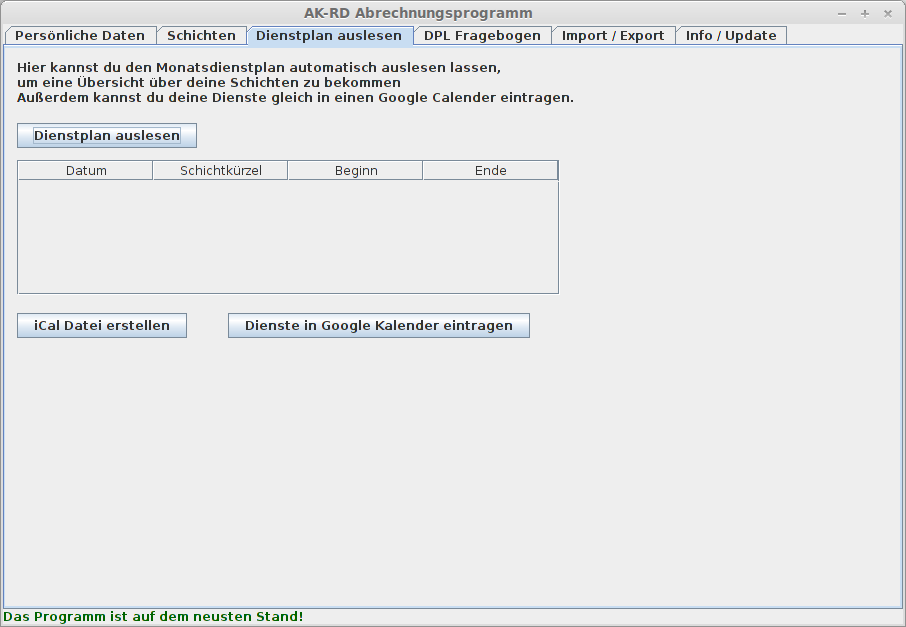 AK-RD Abrechnungsprogramm
Persönliche Daten Schichten Dienstplan auslesen DPL Fragebogen Import / Export Info / Update
Hier kannst du den Monatsdienstplan automatisch auslesen lassen,
um eine Übersicht über deine Schichten zu bekommen
Außerdem kannst du deine Dienste gleich in einen Google Calender eintragen.
Dienstplan auslesen
Datum Schichtkürzel Beginn Ende
iCal Datei erstellen Dienste in Google Kalender eintragen
Das Programm ist auf dem neusten Stand!